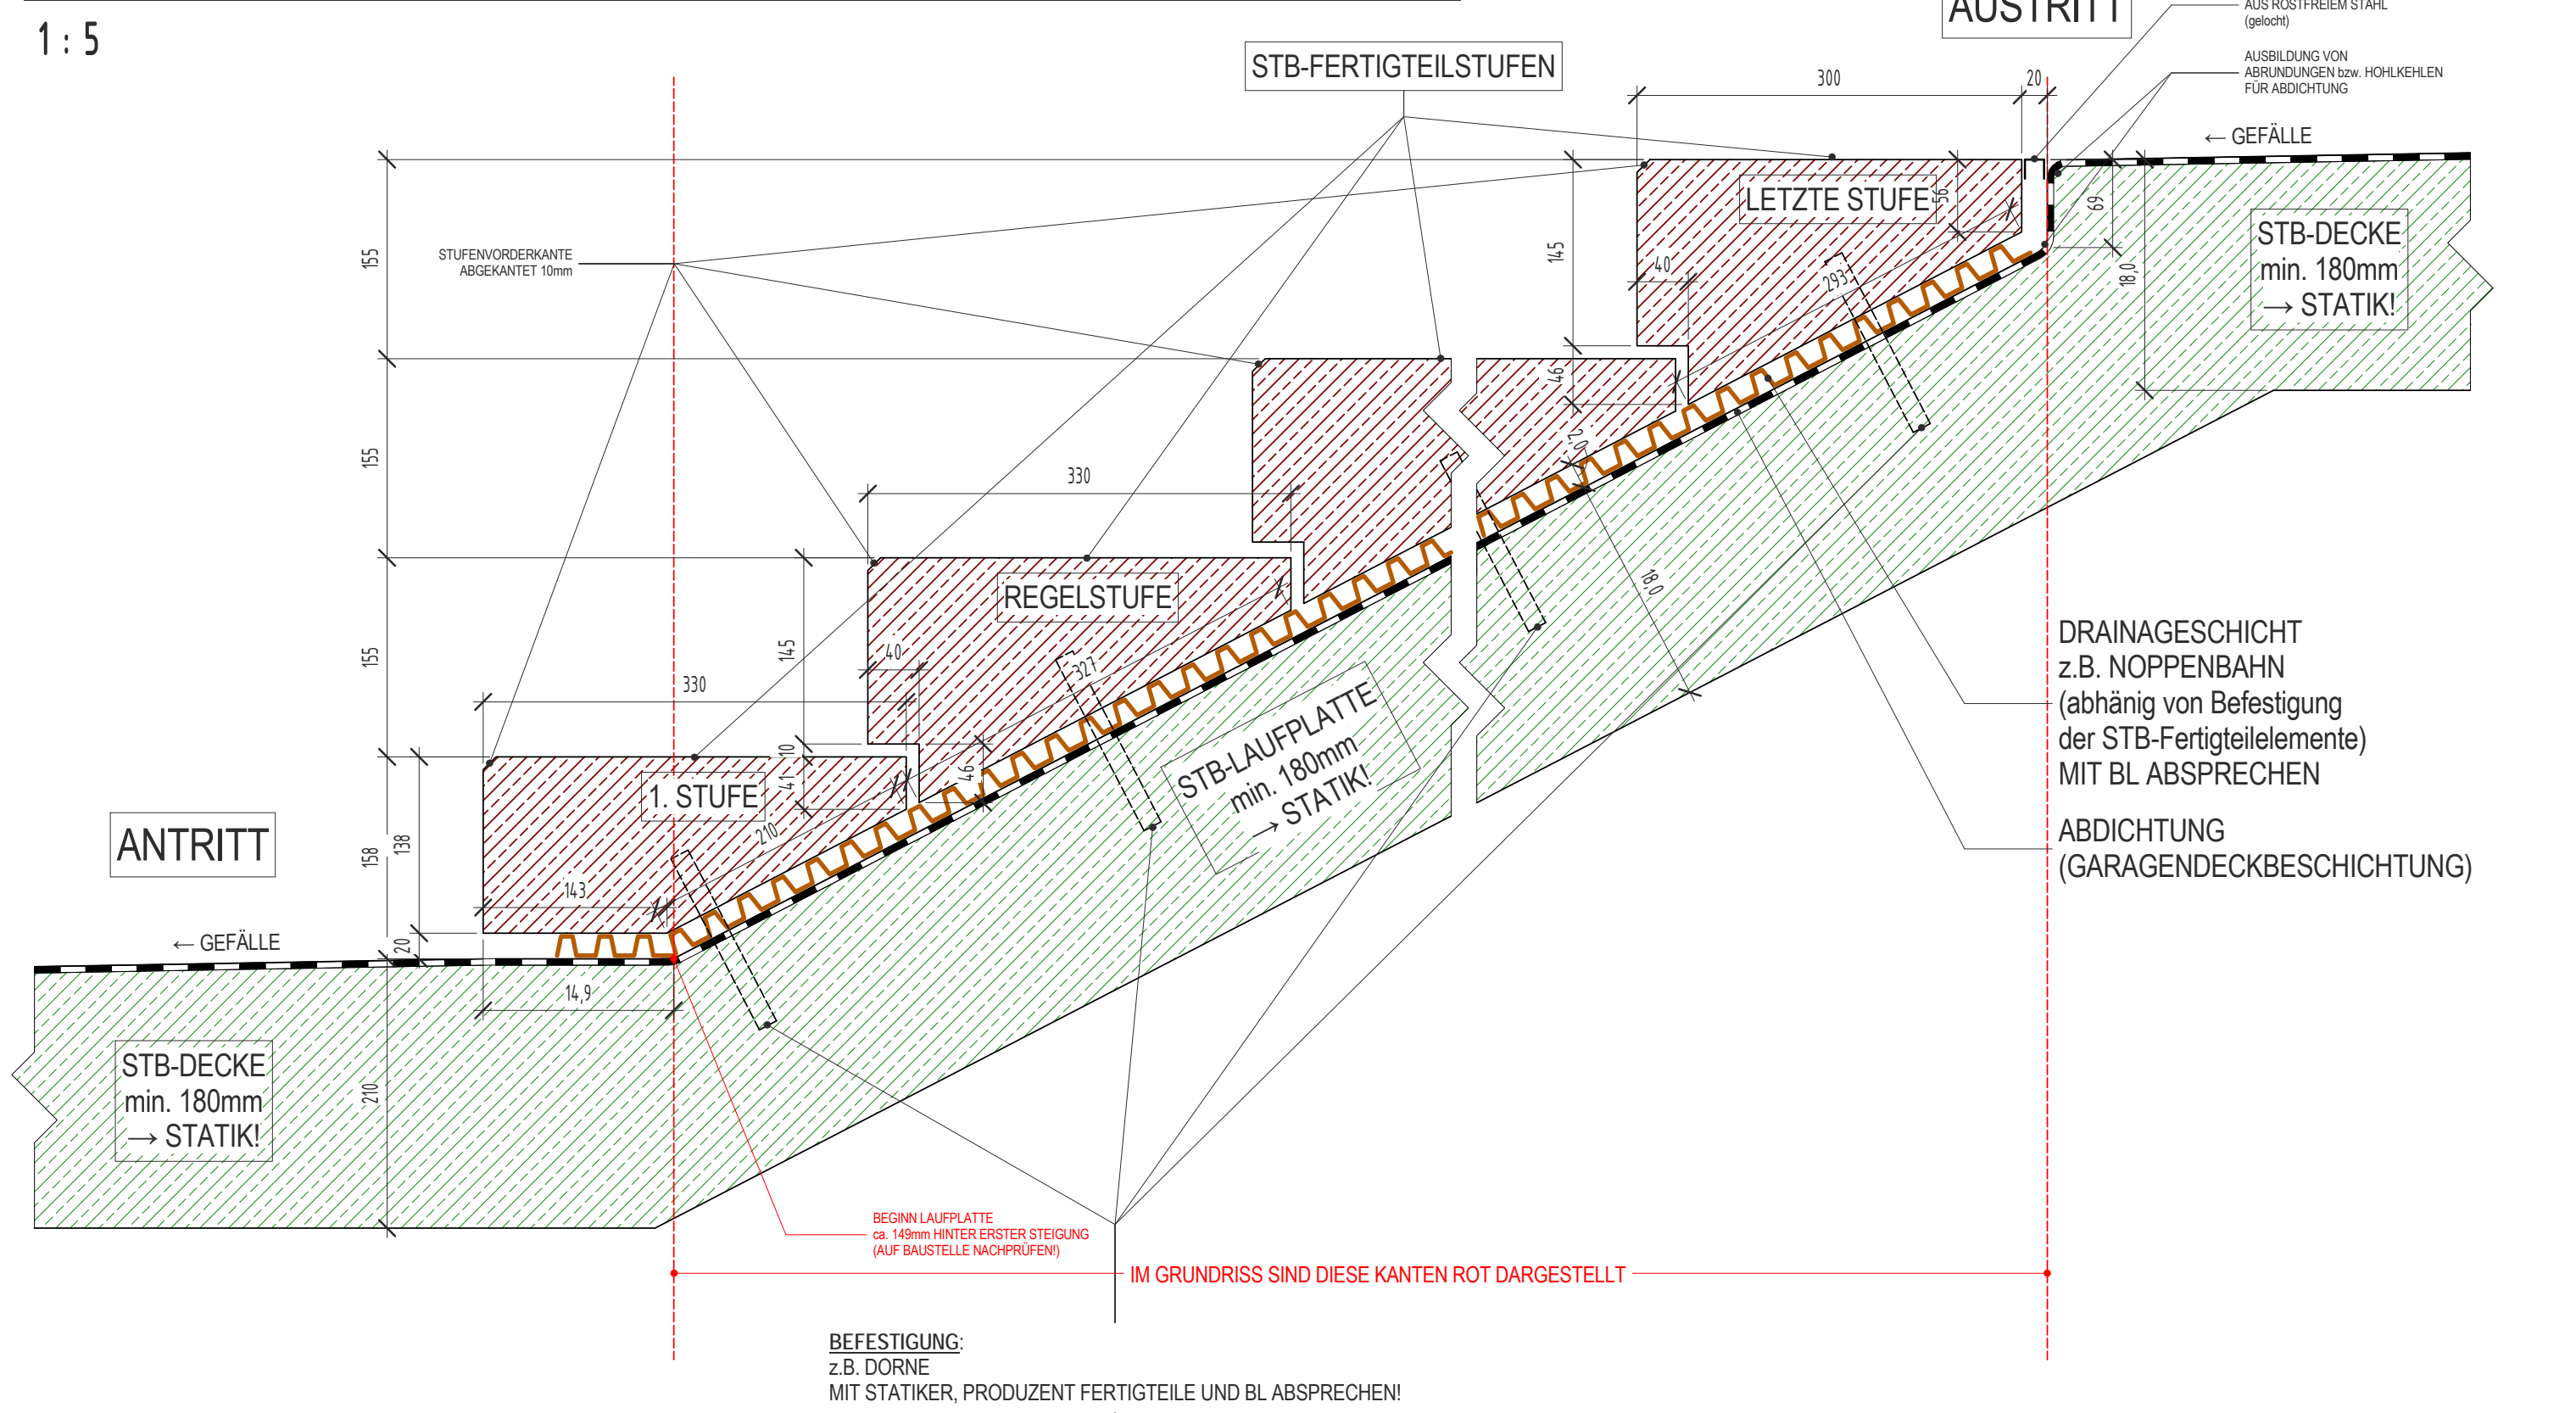 1:5
AUSTRITT
AUS ROSTFREIEM STAHL
(gelocht)
AUSBILDUNG VON
ABRUNDUNGEN bzw. HOHLKEHLEN
FÜR ABDICHTUNG
STB-FERTIGTEILSTUFEN
300
20
← GEFÄLLE
LETZTE STUFE
56
69
18,0
STB-DECKE
min. 180mm
→ STATIK!
STUFENVORDERKANTE
ABGEKANTET 10mm
155
145
40
293
46
2,0
155
330
REGELSTUFE
18,0
155
145
40
327
330
10
41
46
1. STUFE
STB-LAUFPLATTE
min. 180mm
→ STATIK!
DRAINAGESCHICHT
z.B. NOPPENBAHN
(abhänig von Befestigung
der STB-Fertigteilelemente)
MIT BL ABSPRECHEN
ABDICHTUNG
(GARAGENDECKBESCHICHTUNG)
ANTRITT
158
138
210
143
20
← GEFÄLLE
14,9
STB-DECKE
min. 180mm
→ STATIK!
210
BEGINN LAUFPLATTE
ca. 149mm HINTER ERSTER STEIGUNG
(AUF BAUSTELLE NACHPRÜFEN!)
IM GRUNDRISS SIND DIESE KANTEN ROT DARGESTELLT
BEFESTIGUNG:
z.B. DORNE
MIT STATIKER, PRODUZENT FERTIGTEILE UND BL ABSPRECHEN!